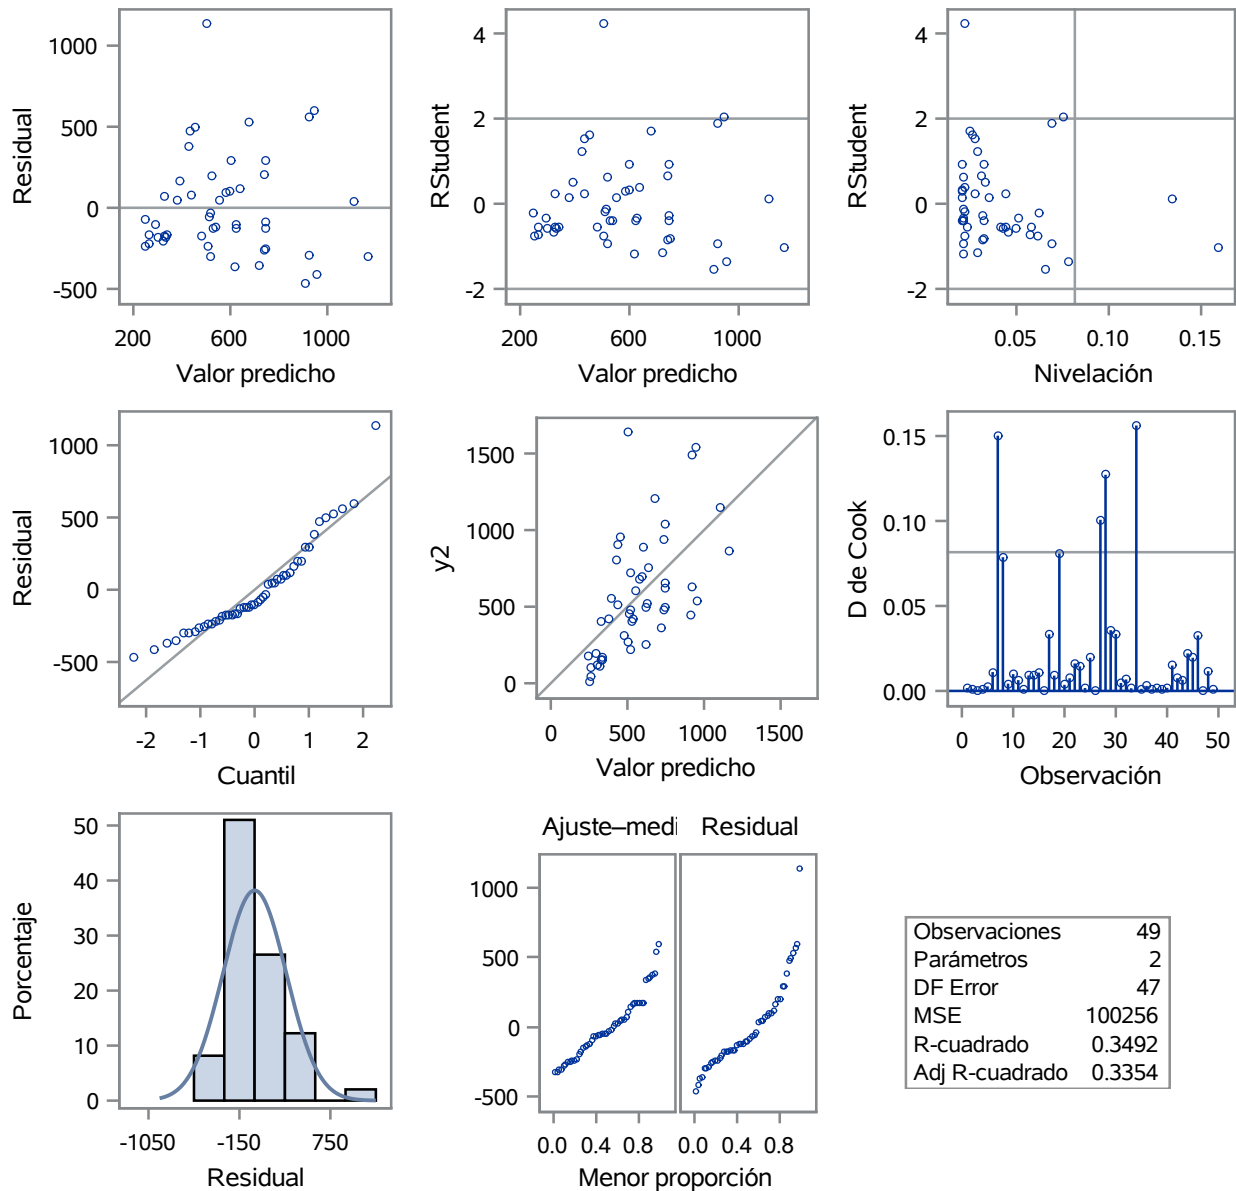 1000
500
0
-500
Residual
200 600 1000
Valor predicho
4
2
0
-2
RStudent
200 600 1000
Valor predicho
4
2
0
-2
RStudent
0.05 0.10 0.15
Nivelación
1000
500
0
-500
Residual
-2 -1 0 1 2
Cuantil
1500
1000
500
0
y2
0 500 1000 1500
Valor predicho
0.15
0.10
0.05
0.00
D de Cook
0 10 20 30 40 50
Observación
50
40
30
20
10
0
Porcentaje
-1050 -150 750
Residual
Ajuste–medi Residual
1000
500
0
-500
0.0 0.4 0.8 0.0 0.4 0.8
Menor proporción
Observaciones 49
Parámetros 2
DF Error 47
MSE 100256
R-cuadrado 0.3492
Adj R-cuadrado 0.3354